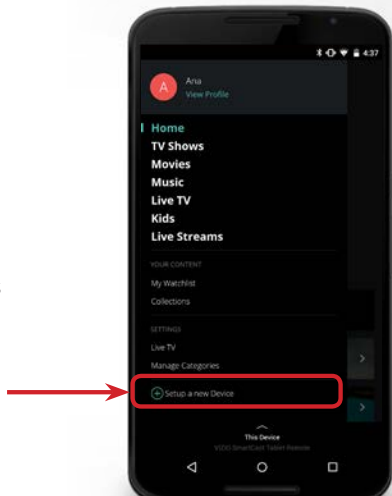 4:37
A
Ana
View Profile
Home
TV Shows
Movies
Music
Live TV
Kids
Live Streams
YOUR CONTENT
My Watchlist
Collections
SETTINGS
Live TV
Manage Categories
Setup a new Device
This Device
VIZIO SmartCast Tablet Remote